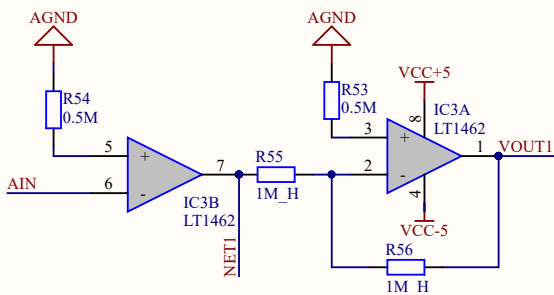 AGND
AGND
R54
0.5M
R53
0.5M
VCC+5
IC3A
LT1462
8
3
+
1
VOUT1
2
-
4
VCC-5
5
+
7
AIN
6
-
IC3B
LT1462
R55
1M_H
NET1
R56
1M_H